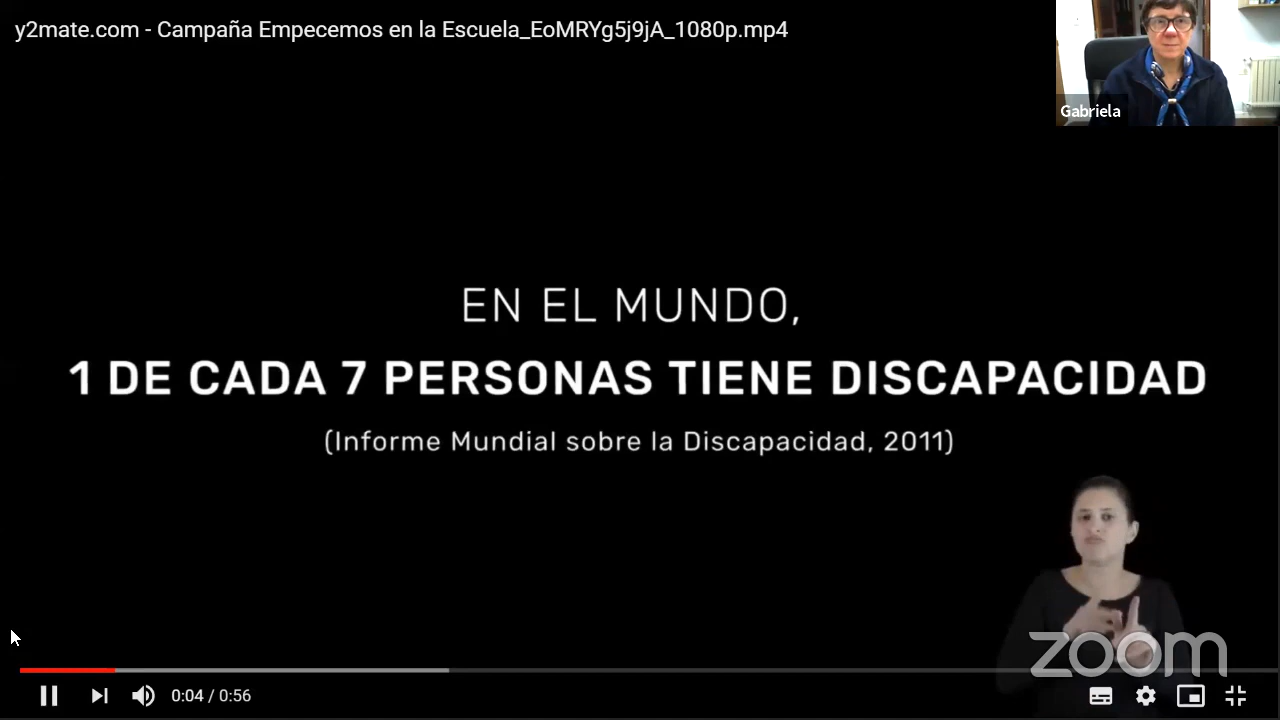 y2mate.com - Campaña Empecemos en la Escuela_EoMRYg5j9jA_1080p.mp4
Gabriela
EN EL MUNDO,
1 DE CADA 7 PERSONAS TIENE DISCAPACIDAD
(Informe Mundial sobre la Discapacidad, 2011)
zoom
0:04 / 0:56